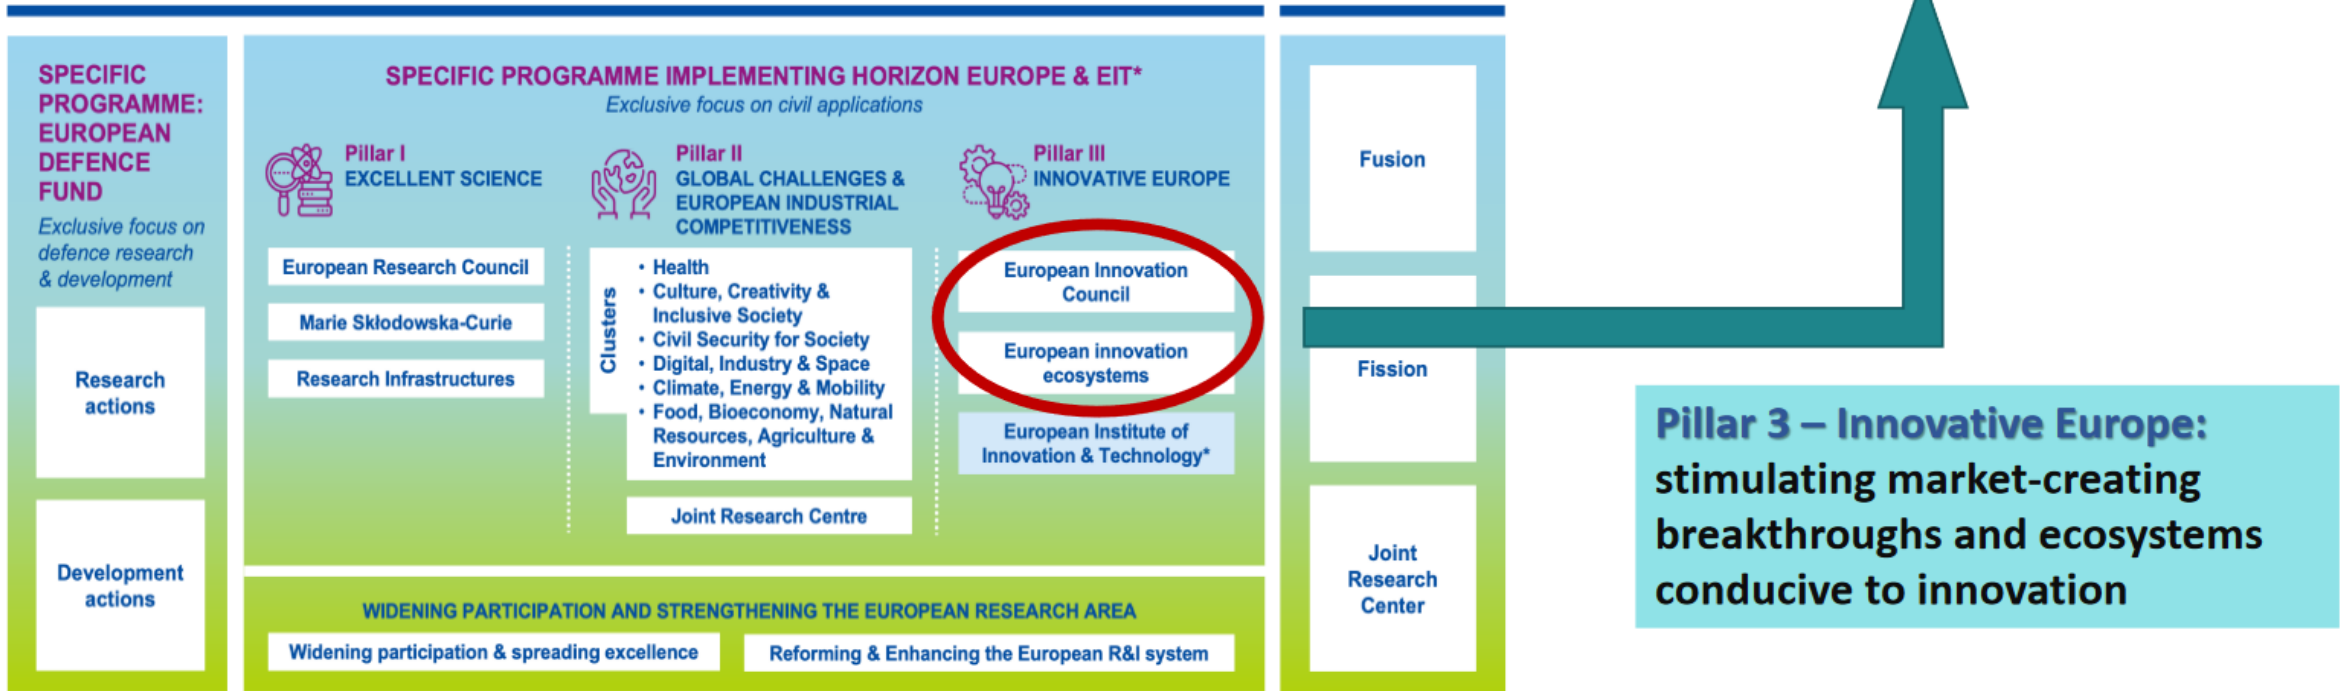 SPECIFIC
PROGRAMME:
EUROPEAN
DEFENCE
FUND
Exclusive focus on
defence research
& development
Research
actions
Development
actions
SPECIFIC PROGRAMME IMPLEMENTING HORIZON EUROPE & EIT*
Exclusive focus on civil applications
Pillar I
EXCELLENT SCIENCE
European Research Council
Marie Skłodowska-Curie
Research Infrastructures
Pillar II
GLOBAL CHALLENGES &
EUROPEAN INDUSTRIAL
COMPETITIVENESS
Clusters
• Health
• Culture, Creativity &
Inclusive Society
• Civil Security for Society
• Digital, Industry & Space
• Climate, Energy & Mobility
• Food, Bioeconomy, Natural
Resources, Agriculture &
Environment
Joint Research Centre
Pillar III
INNOVATIVE EUROPE
European Innovation
Council
European innovation
ecosystems
European Institute of
Innovation & Technology*
WIDENING PARTICIPATION AND STRENGTHENING THE EUROPEAN RESEARCH AREA
Widening participation & spreading excellence
Reforming & Enhancing the European R&I system
Fusion
Fission
Joint
Research
Center
Pillar 3 – Innovative Europe:
stimulating market-creating
breakthroughs and ecosystems
conducive to innovation